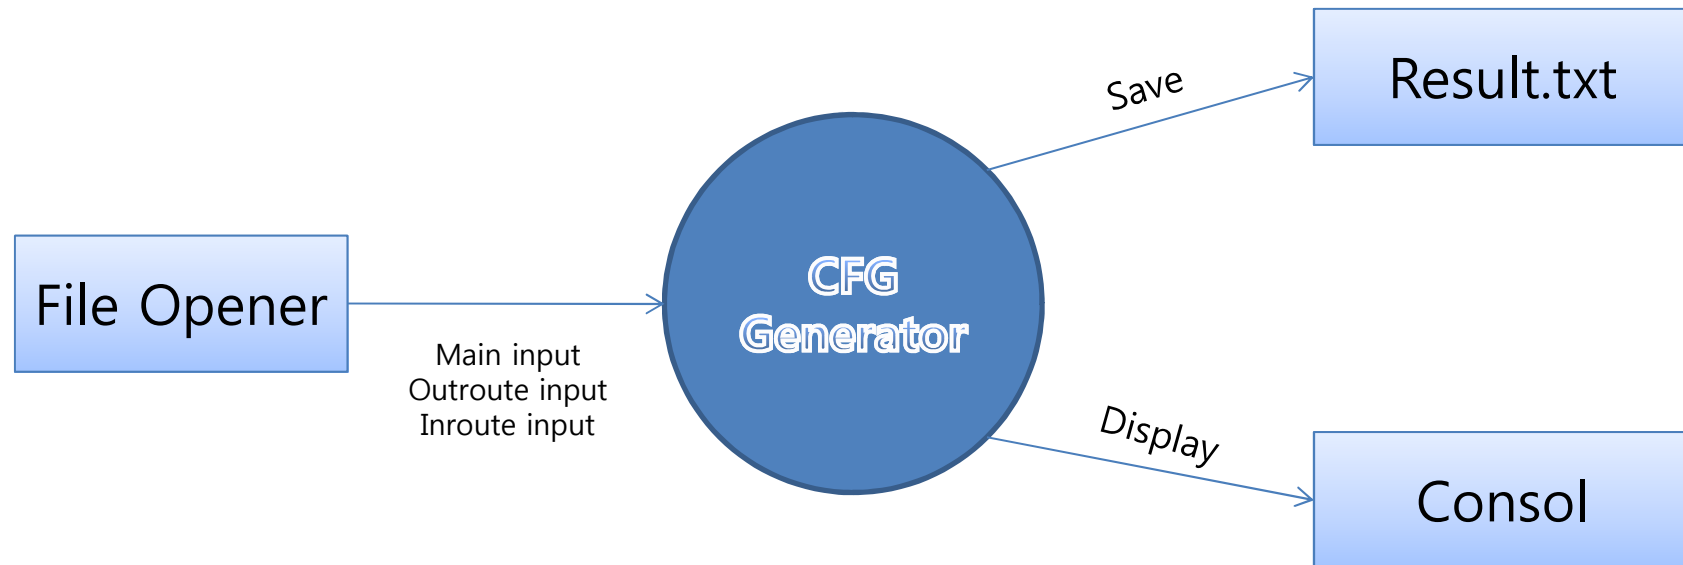 File Opener
Main input
Outroute input
Inroute input
CFG
Generator
Save
Result.txt
Display
Consol